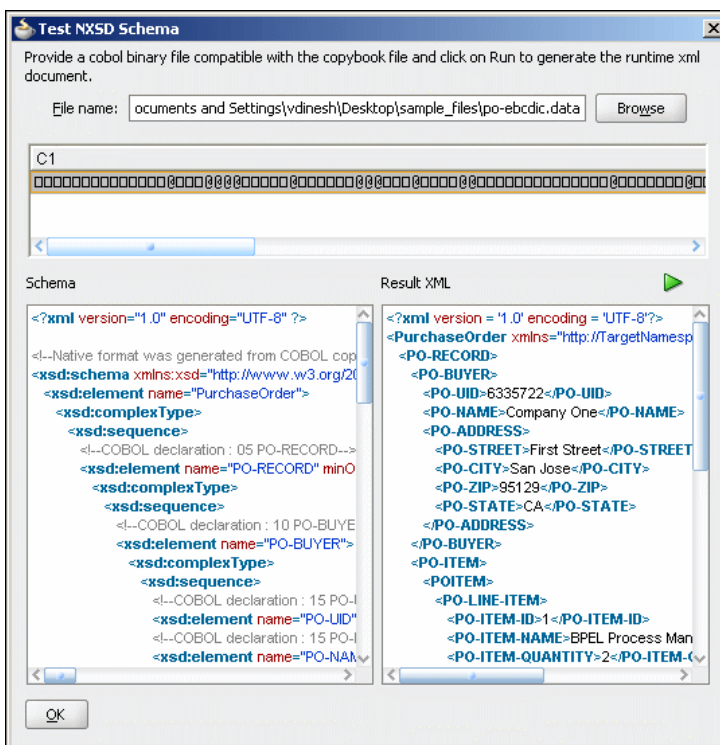 Test NXSD Schema
Provide a cobol binary file compatible with the copybook file and click on Run to generate the runtime xml
document.
File name: ocuments and Settings\vdinesh\Desktop\sample_files\po-ebcdic.data Browse
C1
Schema
<?xml version="1.0" encoding="UTF-8" ?>
<!--Native format was generated from COBOL cop
<xsd:schema xmlns:xsd="http://www.w3.org/20
<xsd:element name="PurchaseOrder">
<xsd:complexType>
<xsd:sequence>
<!--COBOL declaration : 05 PO-RECORD-->
<xsd:element name="PO-RECORD" minO
<xsd:complexType>
<xsd:sequence>
<!--COBOL declaration : 10 PO-BUYE
<xsd:element name="PO-BUYER">
<xsd:complexType>
<xsd:sequence>
<!--COBOL declaration : 15 PO-
<xsd:element name="PO-UID"
<!--COBOL declaration : 15 PO-
<xsd:element name="PO-NAM
Result XML
<?xml version = '1.0' encoding = 'UTF-8'?>
<PurchaseOrder xmlns="http://TargetNamesp
<PO-RECORD>
<PO-BUYER>
<PO-UID>6335722</PO-UID>
<PO-NAME>Company One</PO-NAME>
<PO-ADDRESS>
<PO-STREET>First Street</PO-STREET
<PO-CITY>San Jose</PO-CITY>
<PO-ZIP>95129</PO-ZIP>
<PO-STATE>CA</PO-STATE>
</PO-ADDRESS>
</PO-BUYER>
<PO-ITEM>
<POITEM>
<PO-LINE-ITEM>
<PO-ITEM-ID>1</PO-ITEM-ID>
<PO-ITEM-NAME>BPEL Process Man
<PO-ITEM-QUANTITY>2</PO-ITEM-
OK